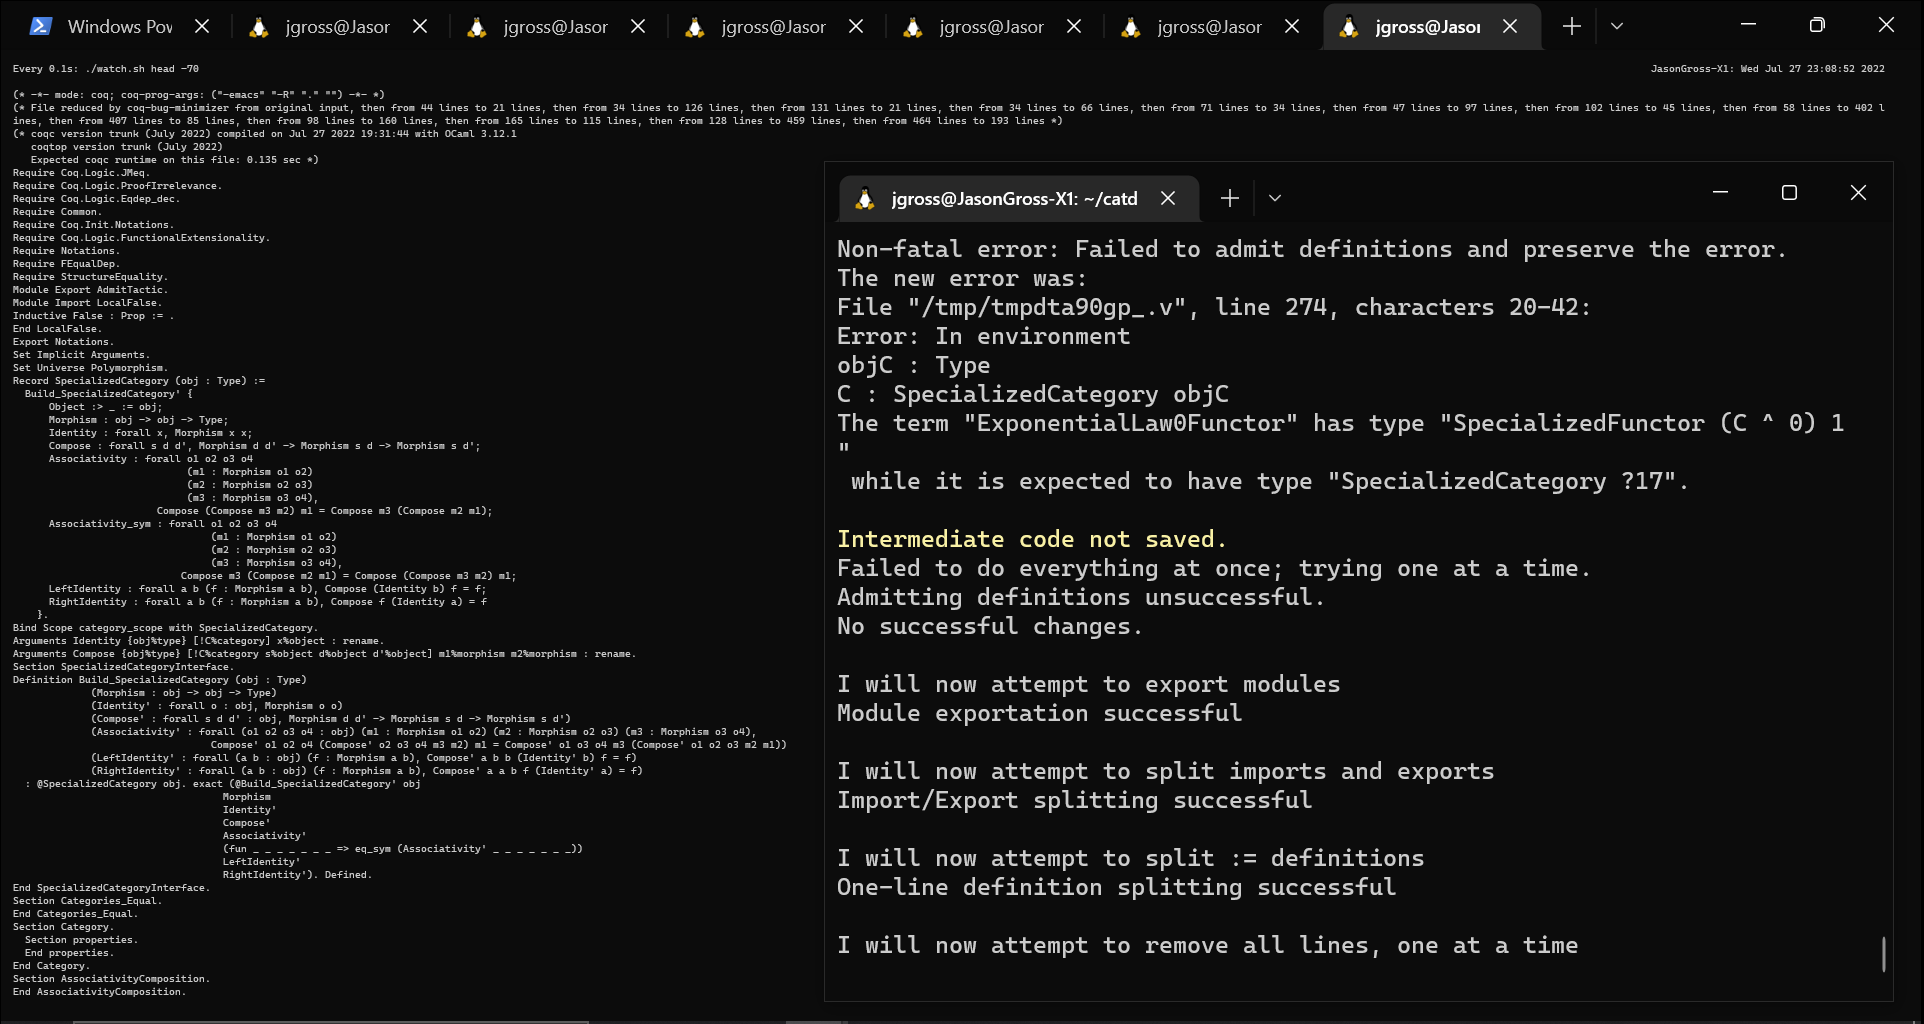 Windows Pow
jgross@Jasor
jgross@Jasor
jgross@Jasor
jgross@Jasor
jgross@Jasor
jgross@Jasor
Every 0.1s: ./watch.sh head -70
JasonGross-X1: Wed Jul 27 23:08:52 2022
(* -*- mode: coq; coq-prog-args: ("-emacs" "-R" "." "") -*- *)
(* File reduced by coq-bug-minimizer from original input, then from 44 lines to 21 lines, then from 34 lines to 126 lines, then from 131 lines to 21 lines, then from 34 lines to 66 lines, then from 71 lines to 34 lines, then from 47 lines to 97 lines, then from 102 lines to 45 lines, then from 58 lines to 402 l
ines, then from 407 lines to 85 lines, then from 98 lines to 160 lines, then from 165 lines to 115 lines, then from 128 lines to 459 lines, then from 464 lines to 193 lines *)
(* coqc version trunk (July 2022) compiled on Jul 27 2022 19:31:44 with OCaml 3.12.1
   coqtop version trunk (July 2022)
   Expected coqc runtime on this file: 0.135 sec *)
Require Coq.Logic.JMeq.
Require Coq.Logic.ProofIrrelevance.
Require Coq.Logic.Eqdep_dec.
Require Common.
Require Coq.Init.Notations.
Require Coq.Logic.FunctionalExtensionality.
Require Notations.
Require FEqualDep.
Require StructureEquality.
Module Export AdmitTactic.
Module Import LocalFalse.
Inductive False : Prop := .
End LocalFalse.
Export Notations.
Set Implicit Arguments.
Set Universe Polymorphism.
Record SpecializedCategory (obj : Type) :=
  Build_SpecializedCategory' {
      Object :> _ := obj;
      Morphism : obj -> obj -> Type;
      Identity : forall x, Morphism x x;
      Compose : forall s d d', Morphism d d' -> Morphism s d -> Morphism s d';
      Associativity : forall o1 o2 o3 o4
                             (m1 : Morphism o1 o2)
                             (m2 : Morphism o2 o3)
                             (m3 : Morphism o3 o4),
                        Compose (Compose m3 m2) m1 = Compose m3 (Compose m2 m1);
      Associativity_sym : forall o1 o2 o3 o4
                                 (m1 : Morphism o1 o2)
                                 (m2 : Morphism o2 o3)
                                 (m3 : Morphism o3 o4),
                            Compose m3 (Compose m2 m1) = Compose (Compose m3 m2) m1;
      LeftIdentity : forall a b (f : Morphism a b), Compose (Identity b) f = f;
      RightIdentity : forall a b (f : Morphism a b), Compose f (Identity a) = f
    }.
Bind Scope category_scope with SpecializedCategory.
Arguments Identity {obj%type} [!C%category] x%object : rename.
Arguments Compose {obj%type} [!C%category s%object d%object d'%object] m1%morphism m2%morphism : rename.
Section SpecializedCategoryInterface.
Definition Build_SpecializedCategory (obj : Type)
             (Morphism : obj -> obj -> Type)
             (Identity' : forall o : obj, Morphism o o)
             (Compose' : forall s d d' : obj, Morphism d d' -> Morphism s d -> Morphism s d')
             (Associativity' : forall (o1 o2 o3 o4 : obj) (m1 : Morphism o1 o2) (m2 : Morphism o2 o3) (m3 : Morphism o3 o4),
                                 Compose' o1 o2 o4 (Compose' o2 o3 o4 m3 m2) m1 = Compose' o1 o3 o4 m3 (Compose' o1 o2 o3 m2 m1))
             (LeftIdentity' : forall (a b : obj) (f : Morphism a b), Compose' a b b (Identity' b) f = f)
             (RightIdentity' : forall (a b : obj) (f : Morphism a b), Compose' a a b f (Identity' a) = f)
  : @SpecializedCategory obj. exact (@Build_SpecializedCategory' obj
                                   Morphism
                                   Identity'
                                   Compose'
                                   Associativity'
                                   (fun _ _ _ _ _ _ _ => eq_sym (Associativity' _ _ _ _ _ _ _))
                                   LeftIdentity'
                                   RightIdentity'). Defined.
End SpecializedCategoryInterface.
Section Categories_Equal.
End Categories_Equal.
Section Category.
  Section properties.
  End properties.
End Category.
Section AssociativityComposition.
End AssociativityComposition.
jgross@JasonGross-X1: ~/catd
Non-fatal error: Failed to admit definitions and preserve the error.
The new error was:
File "/tmp/tmpdta90gp_.v", line 274, characters 20-42:
Error: In environment
objC : Type
C : SpecializedCategory objC
The term "ExponentialLaw0Functor" has type "SpecializedFunctor (C ^ 0) 1
"
 while it is expected to have type "SpecializedCategory ?17".
Intermediate code not saved.
Failed to do everything at once; trying one at a time.
Admitting definitions unsuccessful.
No successful changes.
I will now attempt to export modules
Module exportation successful
I will now attempt to split imports and exports
Import/Export splitting successful
I will now attempt to split := definitions
One-line definition splitting successful
I will now attempt to remove all lines, one at a time